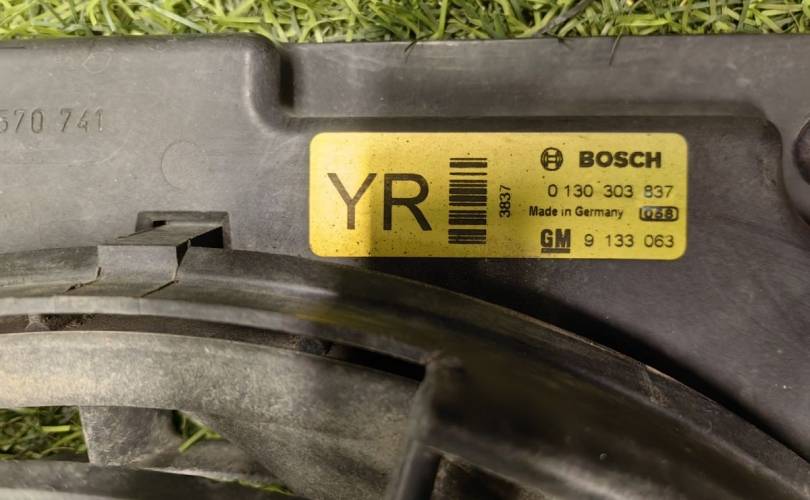 570 741
YR
3837
BOSCH
0 130 303 837
Made in Germany 068
GM 9 133 063